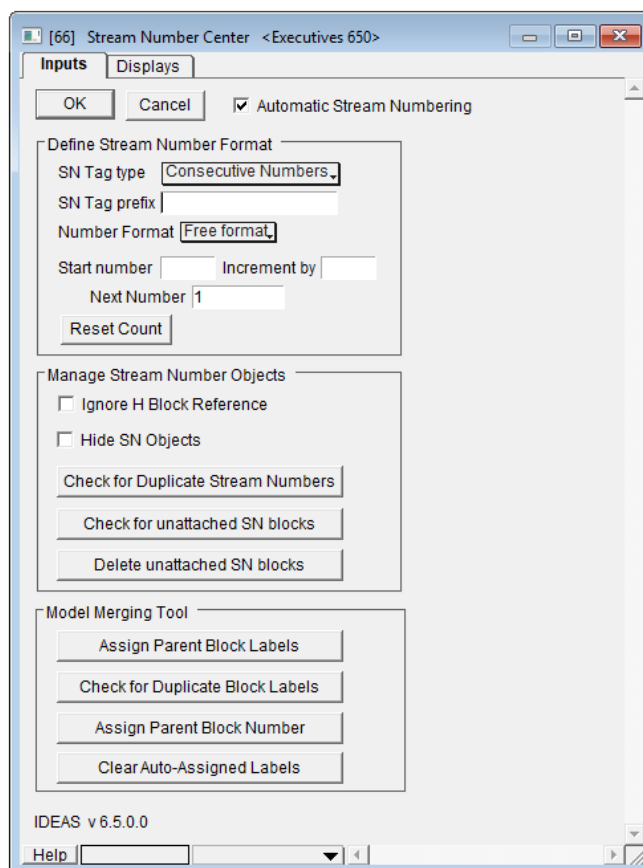 [66] Stream Number Center <Executives 650>
Inputs Displays
OK Cancel Automatic Stream Numbering
Define Stream Number Format
SN Tag type Consecutive Numbers
SN Tag prefix
Number Format Free format
Start number Increment by
Next Number 1
Reset Count
Manage Stream Number Objects
Ignore H Block Reference
Hide SN Objects
Check for Duplicate Stream Numbers
Check for unattached SN blocks
Delete unattached SN blocks
Model Merging Tool
Assign Parent Block Labels
Check for Duplicate Block Labels
Assign Parent Block Number
Clear Auto-Assigned Labels
IDEAS v 6.5.0.0
Help